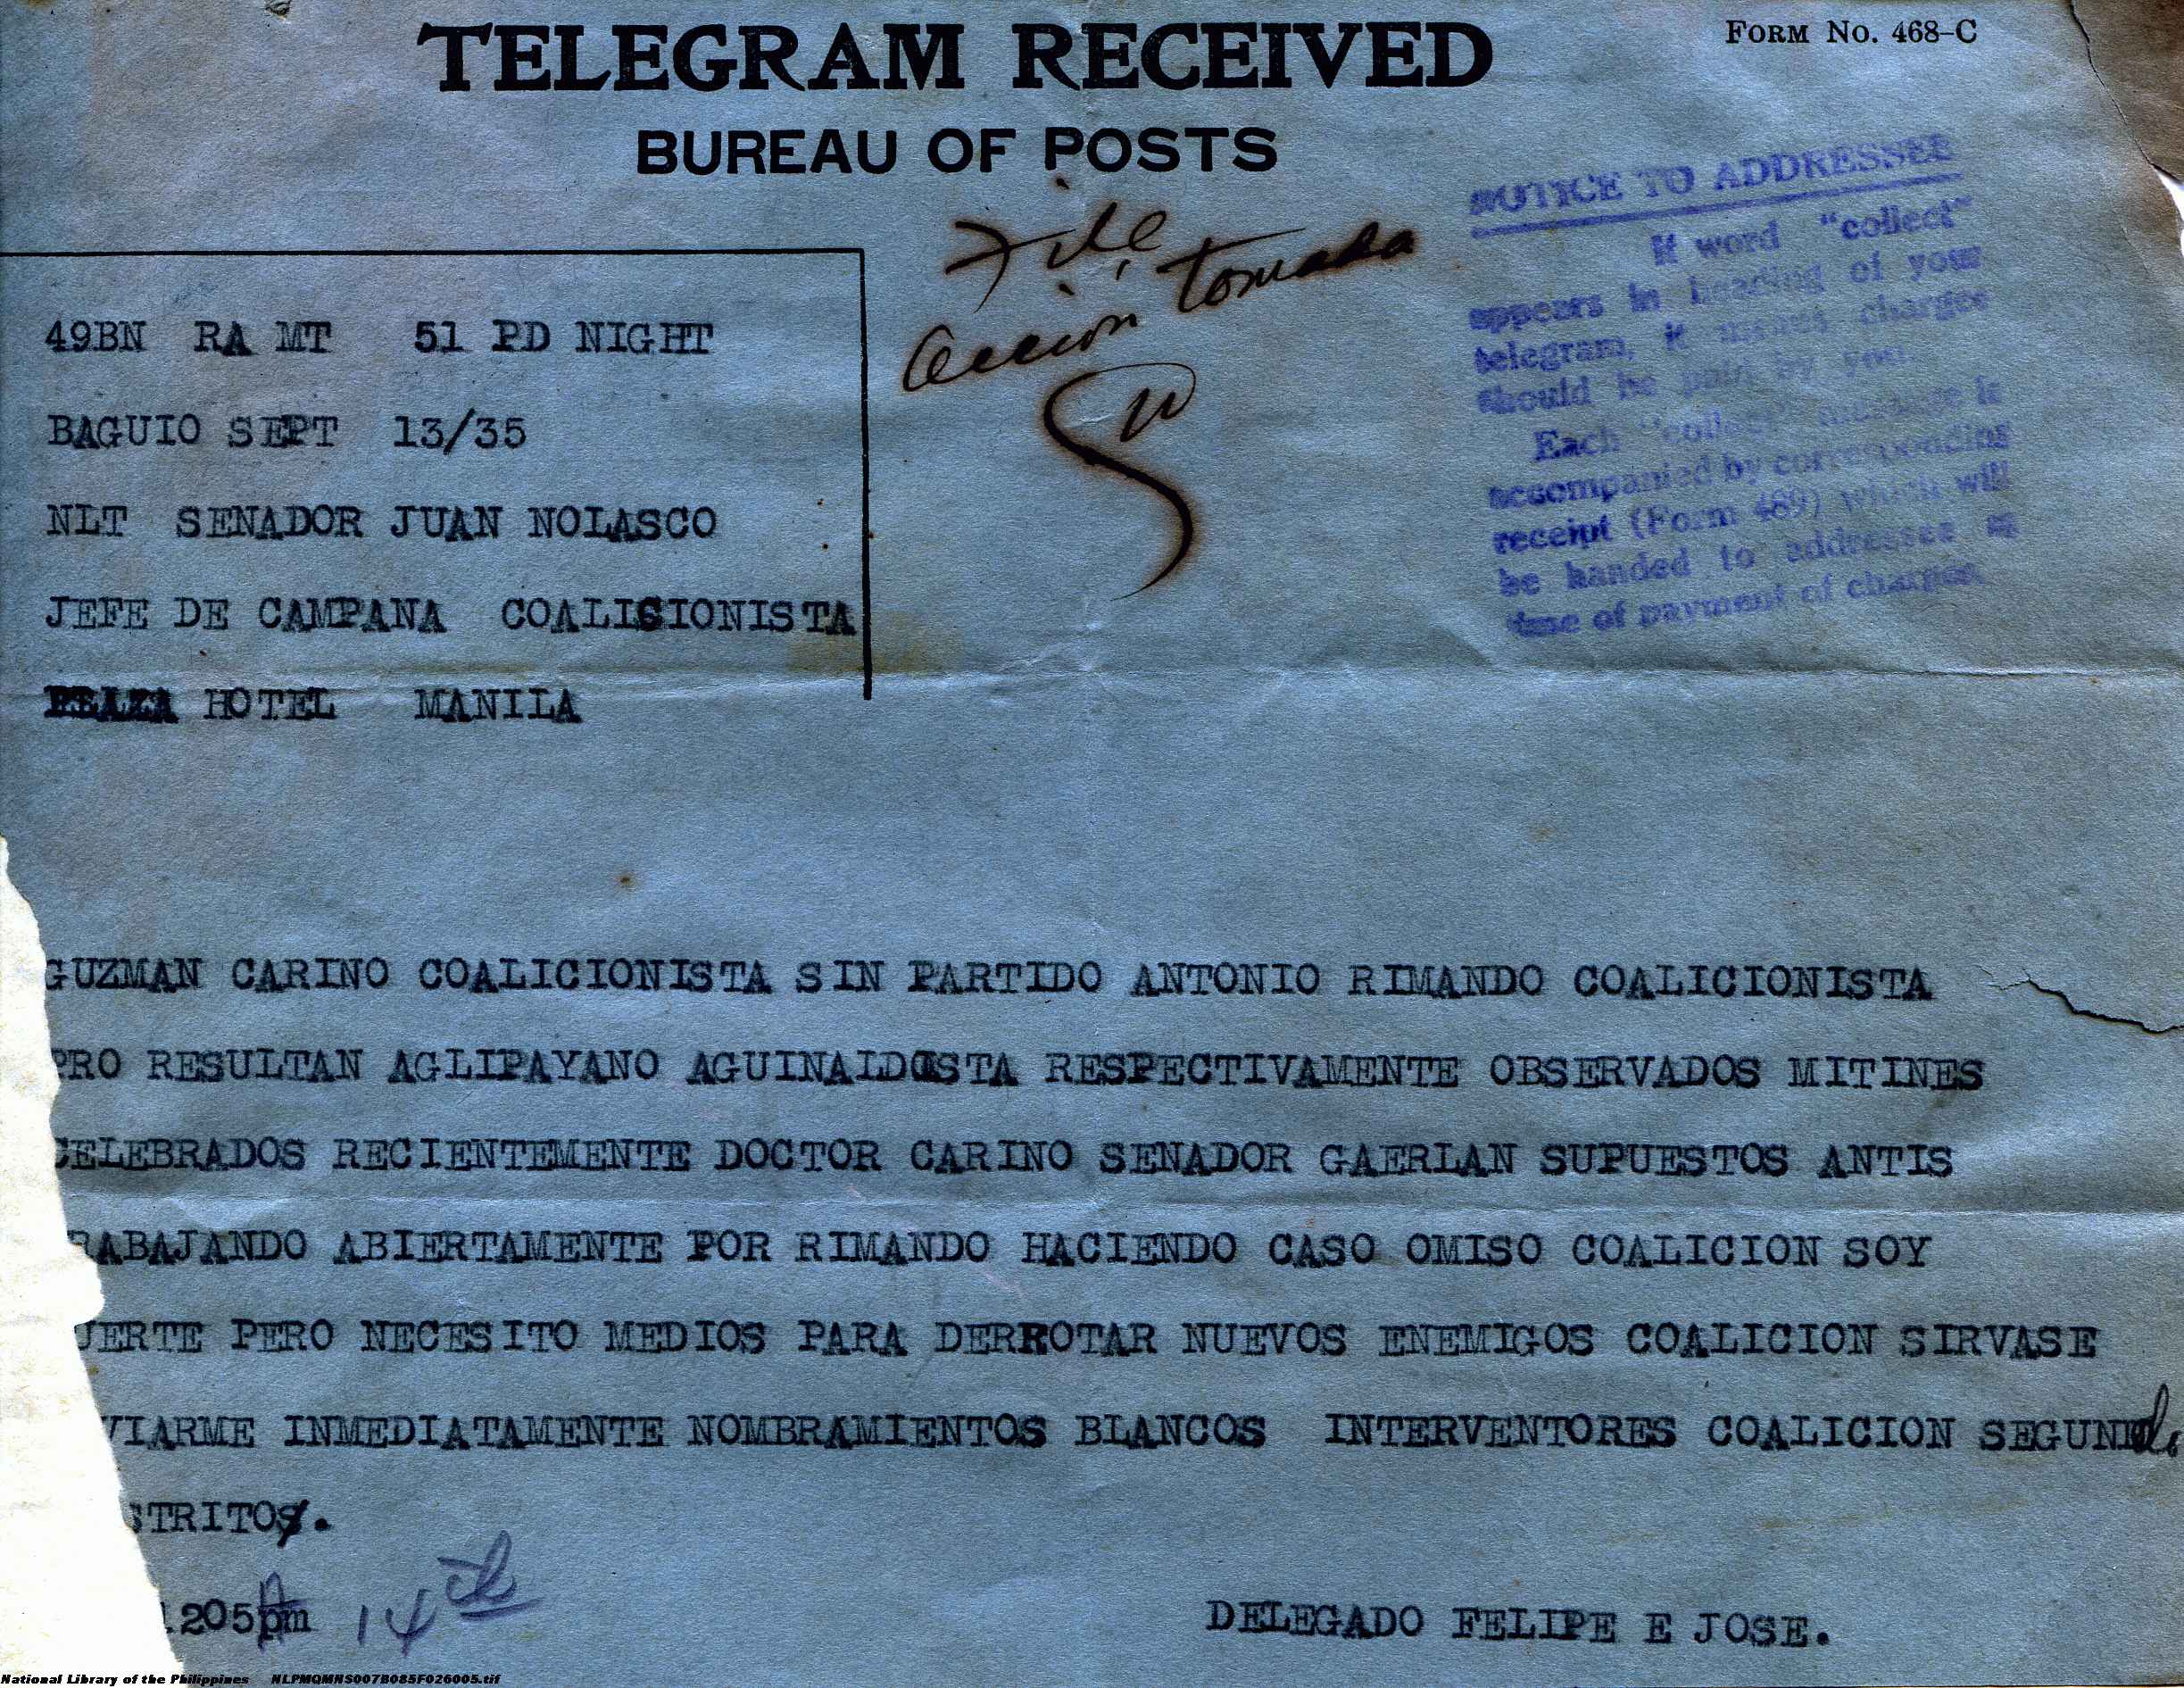 FORM NO. 468-C
TELEGRAM RECEIVED
BUREAU OF POSTS
NOTICE TO ADDRESSEE
If word "collect"
appears in heading of your
telegram, it means charges
should be paid by you.
Each "collect" message is
accompanied by corresponding
receipt (Form 469) which will
be handed to addressee at
time of payment of charges.
File
Accion tomada
49BN RA MT 51 PD NIGHT
BAGUIO SEPT 13/35
NLT SENADOR JUAN NOLASCO
JEFE DE CAMPANA COALISIONISTA
PLAZA HOTEL MANILA
GUZMAN CARINO COALICIONISTA SIN PARTIDO ANTONIO RIMANDO COALICIONISTA
PRO RESULTAN AGLIPAYANO AGUINALDISTA RESPECTIVAMENTE OBSERVADOS MITINES
CELEBRADOS RECIENTEMENTE DOCTOR CARINO SENADOR GAERLAN SUPUESTOS ANTIS
RABAJANDO ABIERTAMENTE POR RIMANDO HACIENDO CASO OMISO COALICION SOY
UERTE PERO NECESITO MEDIOS PARA DERROTAR NUEVOS ENEMIGOS COALICION SIRVASE
VIARME INMEDIATAMENTE NOMBRAMIENTOS BLANCOS INTERVENTORES COALICION SEGUNDO
STRITO.
1205am 14th
DELEGADO FELIPE E JOSE.
National Library of the Philippines NLPMQMNS007B085F026005.tif